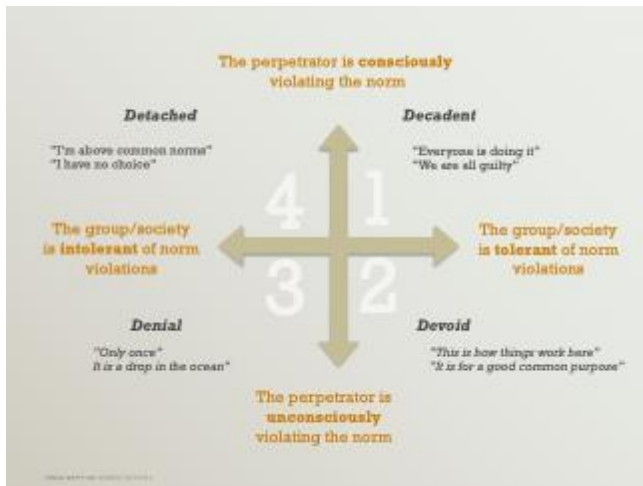 The perpetrator is consciously
violating the norm
Detached
Decadent
"I'm above common norms"
"I have no choice"
"Everyone is doing it"
"We are all guilty"
4
1
The group/society
is intolerant of norm
violations
The group/society
is tolerant of norm
violations
3
2
Denial
Devoid
"Only once"
It is a drop in the ocean"
"This is how things work here"
"It is for a good common purpose"
The perpetrator is
unconsciously
violating the norm